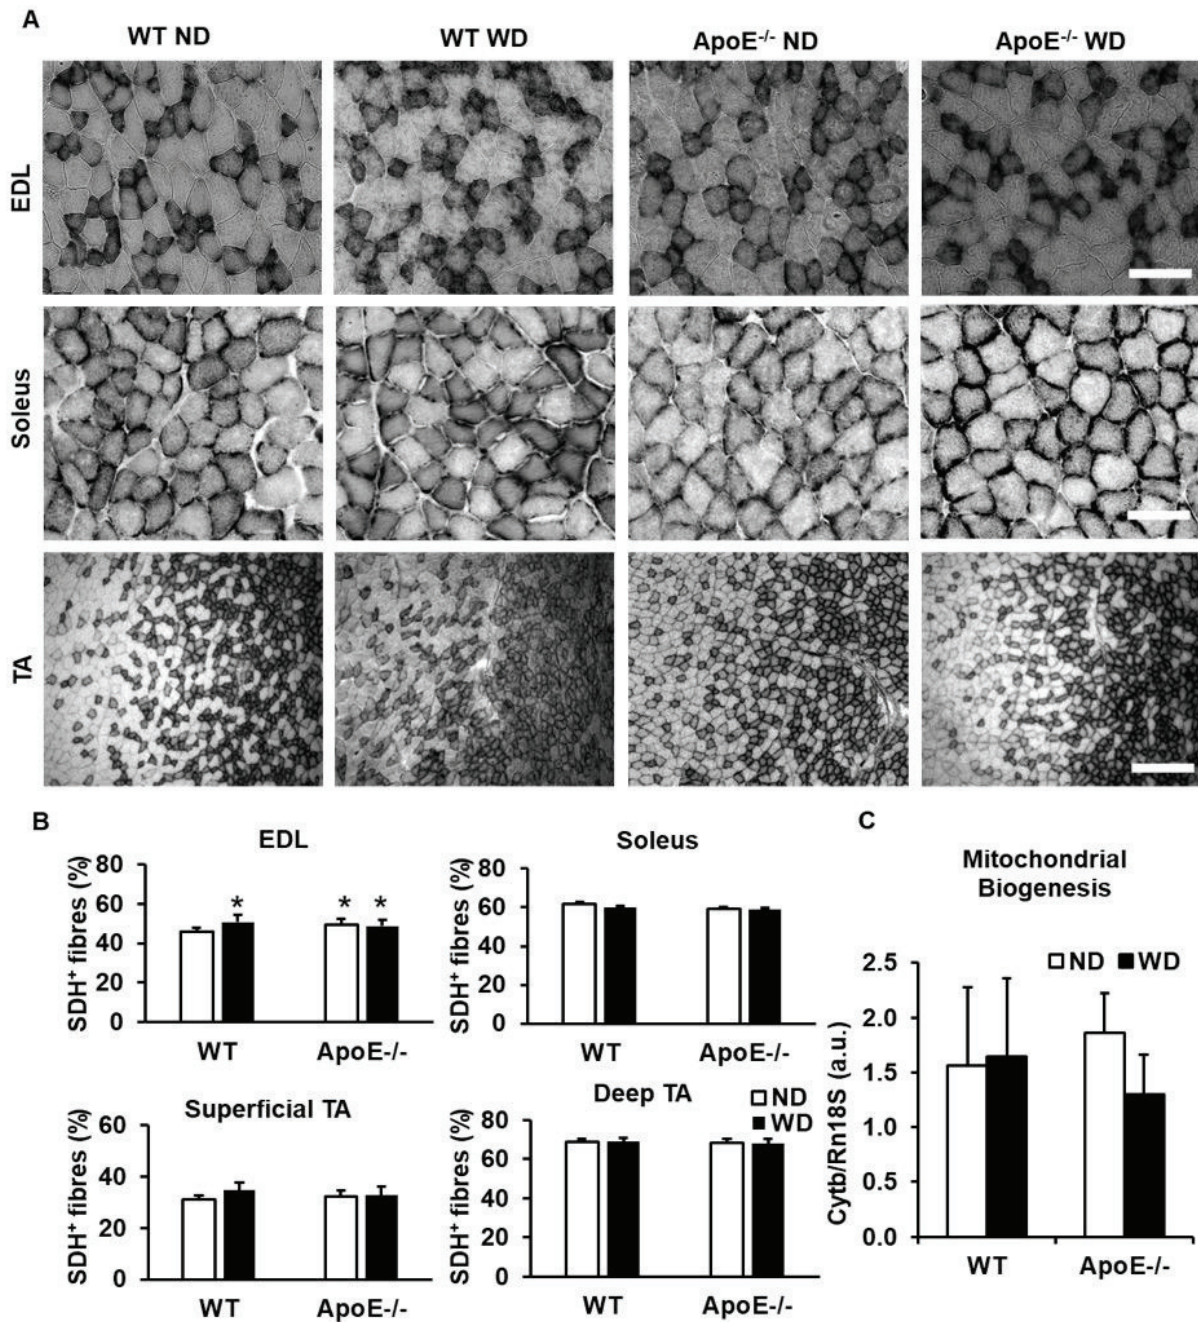 A
WT ND
WT WD
ApoE-/- ND
ApoE-/- WD
EDL
Soleus
TA
B
EDL
SDH+ fibres (%)
80
60
40
20
0
* * *
WT
ApoE-/-
Soleus
SDH+ fibres (%)
80
60
40
20
0
WT
ApoE-/-
Superficial TA
SDH+ fibres (%)
60
40
20
0
WT
ApoE-/-
Deep TA
ND
WD
SDH+ fibres (%)
80
60
40
20
0
WT
ApoE-/-
C
Mitochondrial
Biogenesis
ND WD
Cytb/Rn18S (a.u.)
2.5
2.0
1.5
1.0
0.5
0.0
WT
ApoE-/-